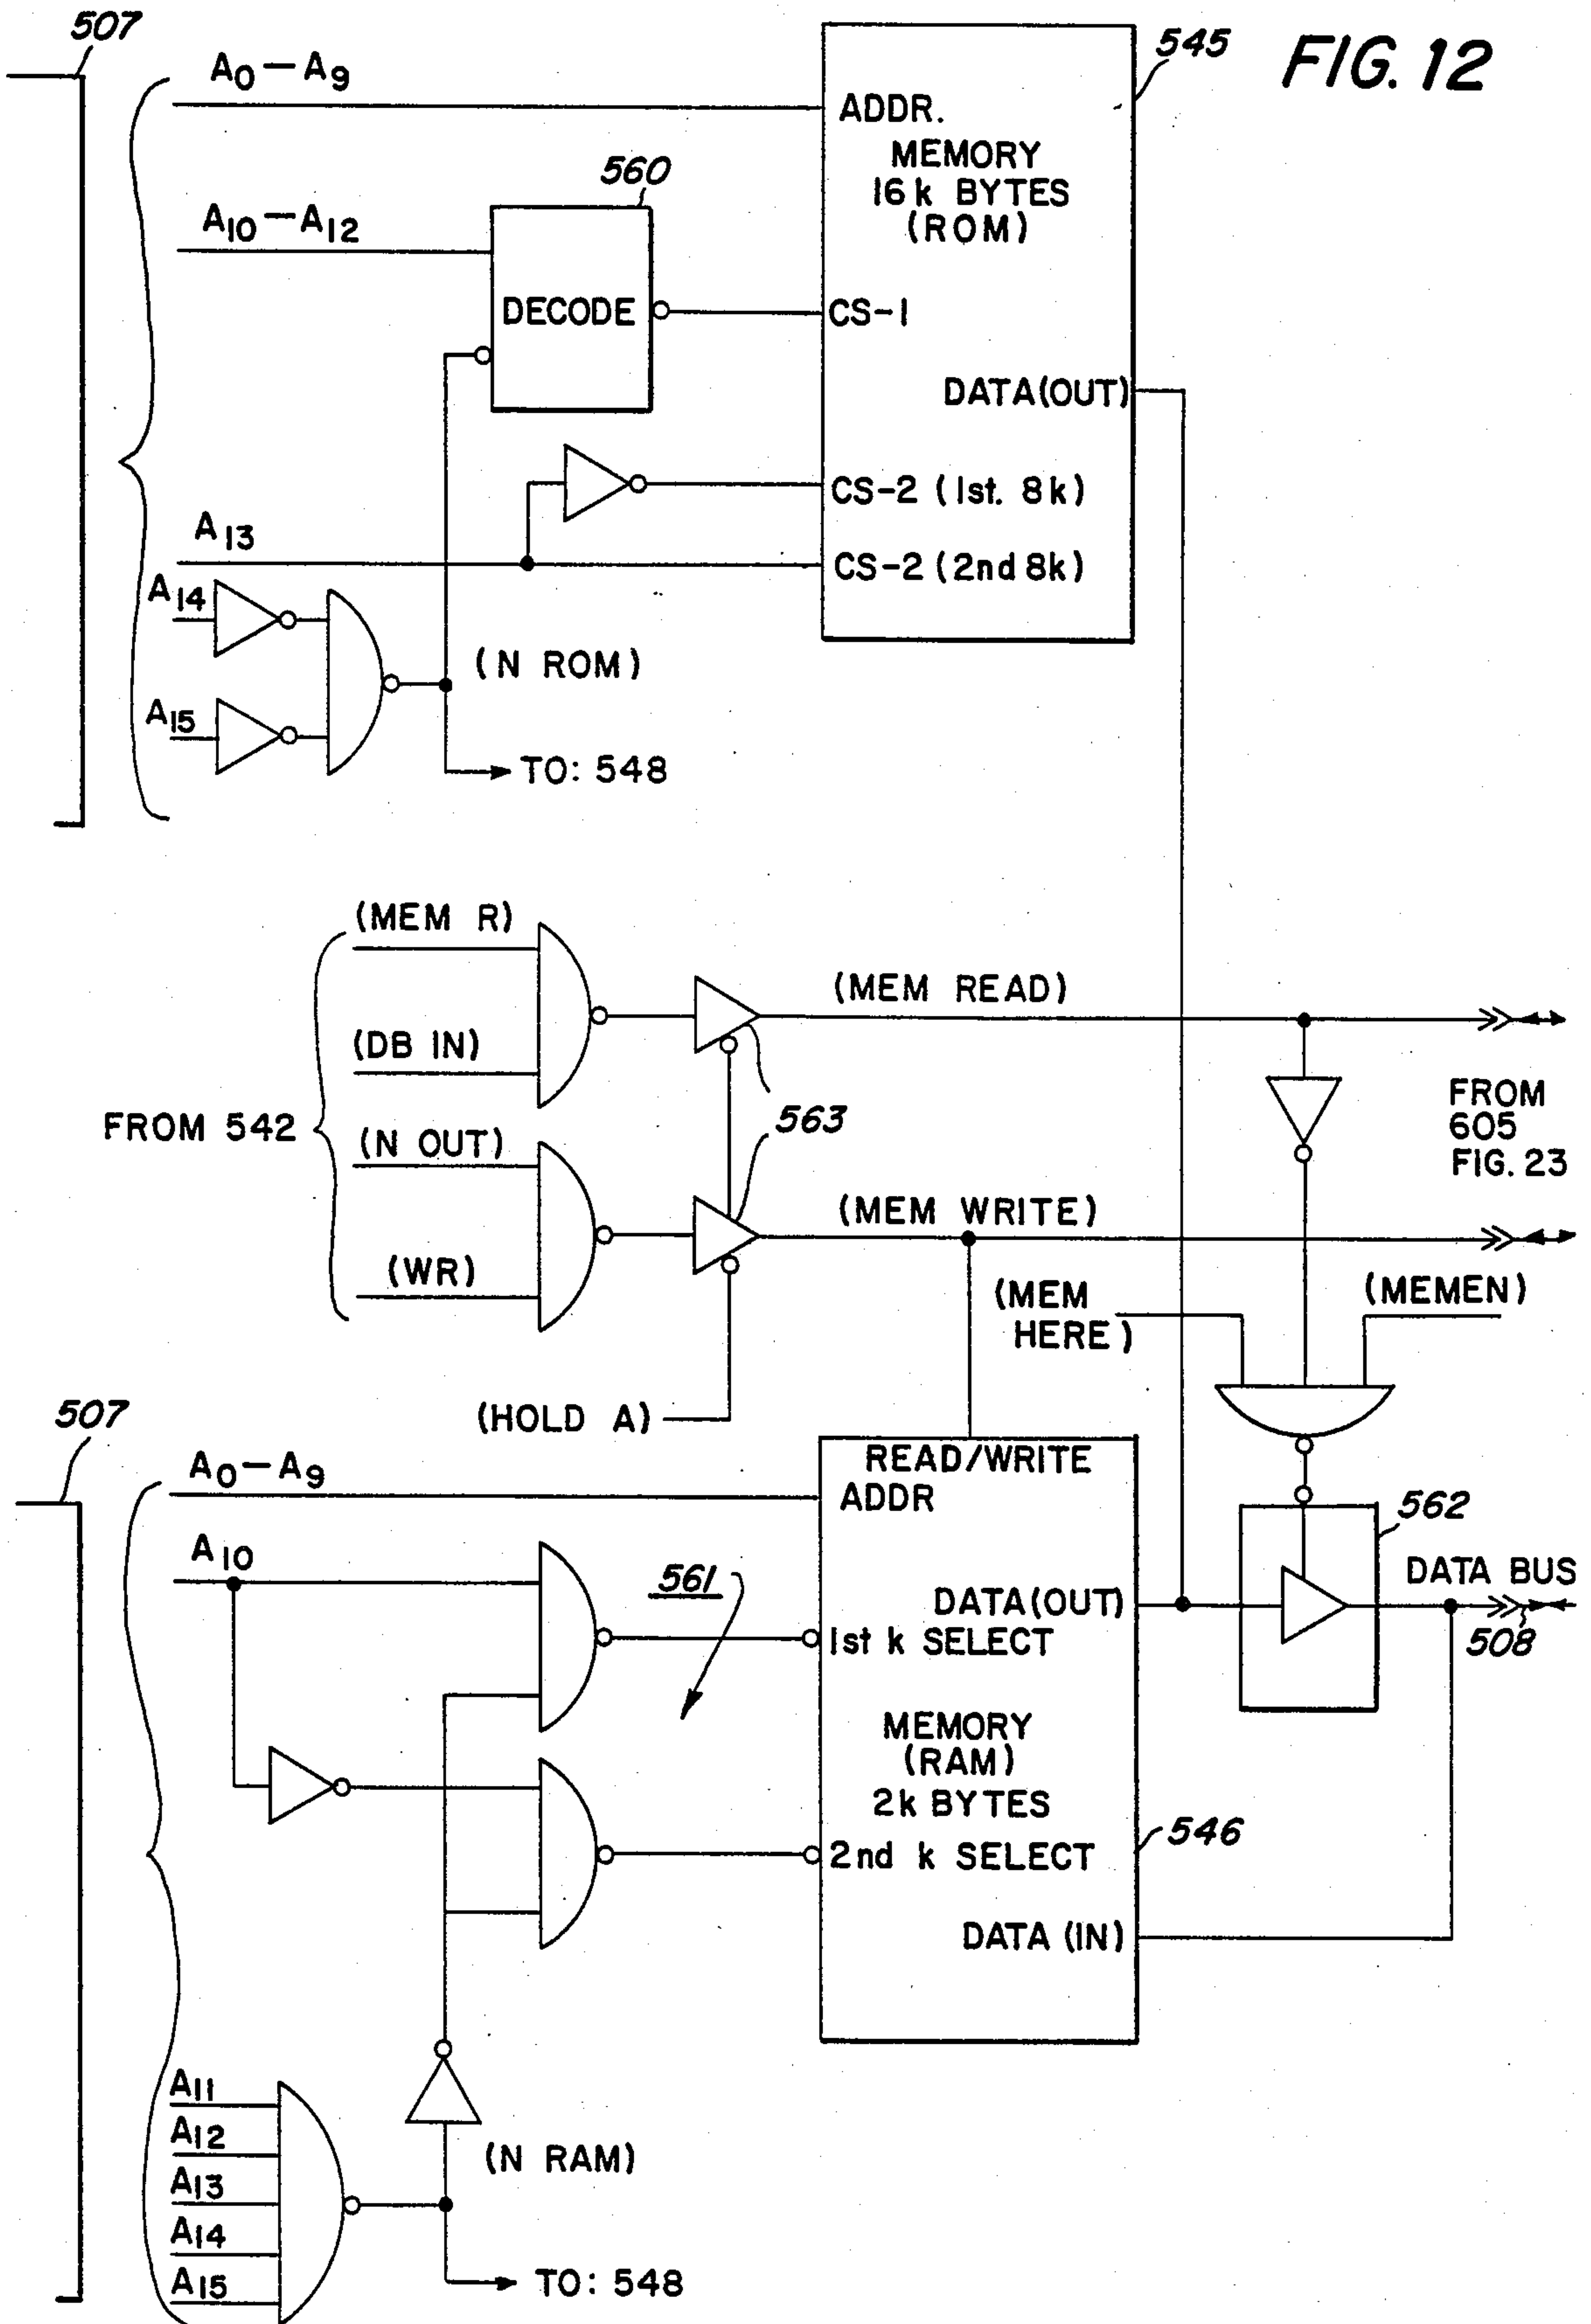 507
A0–A9
545
FIG. 12
ADDR.
MEMORY
16k BYTES
(ROM)
560
A10–A12
DECODE
CS-1
DATA(OUT)
CS-2 (1st. 8k)
A13
CS-2 (2nd 8k)
A14
(N ROM)
A15
TO: 548
(MEM R)
(MEM READ)
(DB IN)
FROM 542
563
FROM
605
FIG. 23
(N OUT)
(MEM WRITE)
(WR)
(MEM
HERE)
(MEMEN)
(HOLD A)
507
A0–A9
READ/WRITE
ADDR
562
A10
561
DATA(OUT)
DATA BUS
1st k SELECT
508
MEMORY
(RAM)
2k BYTES
546
2nd k SELECT
DATA (IN)
A11
A12
(N RAM)
A13
A14
A15
TO: 548